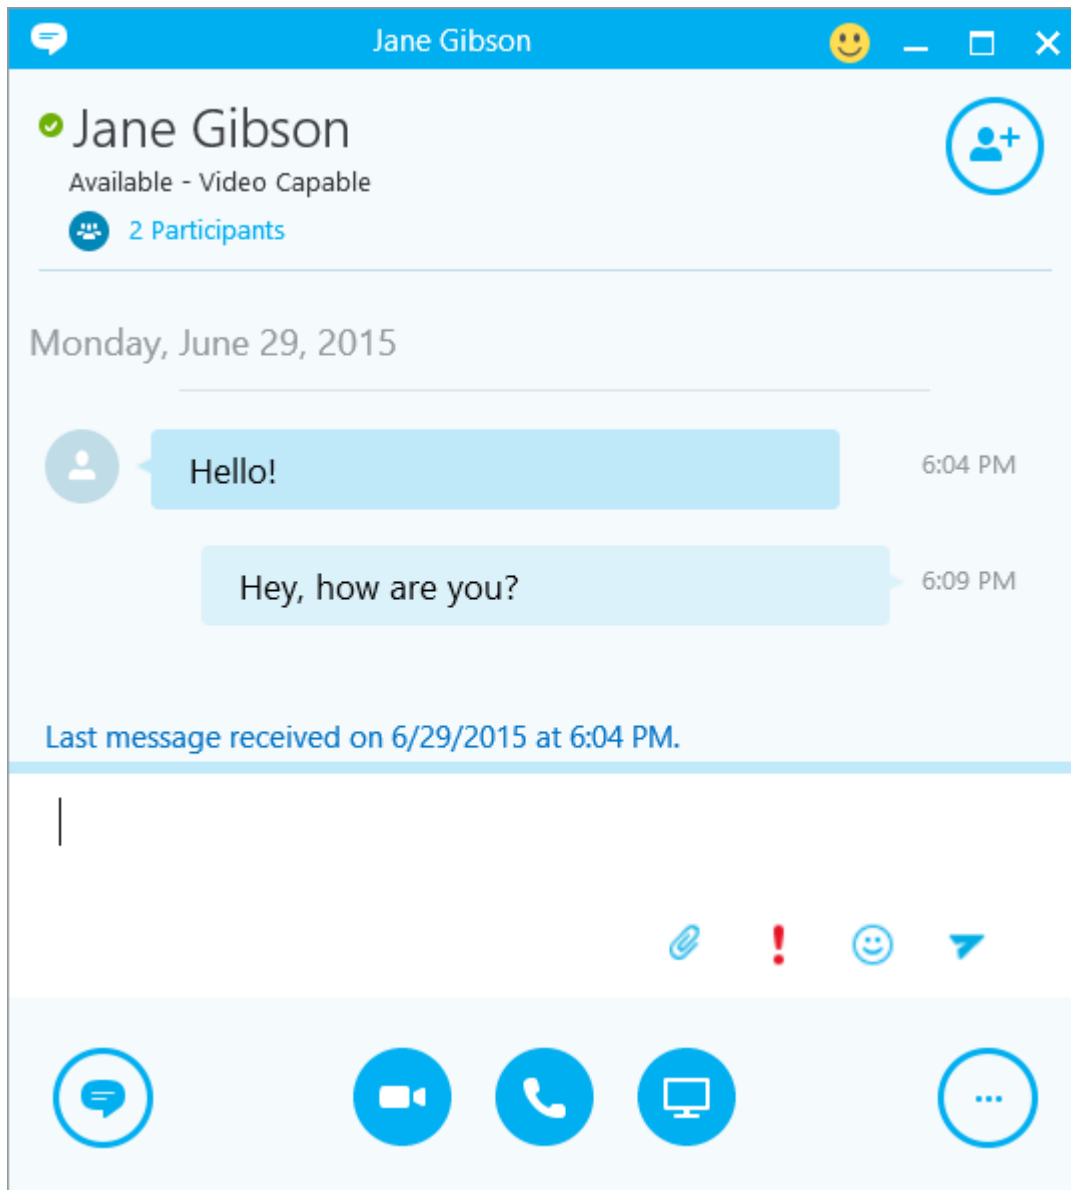 Jane Gibson
Jane Gibson
Available - Video Capable
2 Participants
Monday, June 29, 2015
Hello! 6:04 PM
Hey, how are you? 6:09 PM
Last message received on 6/29/2015 at 6:04 PM.